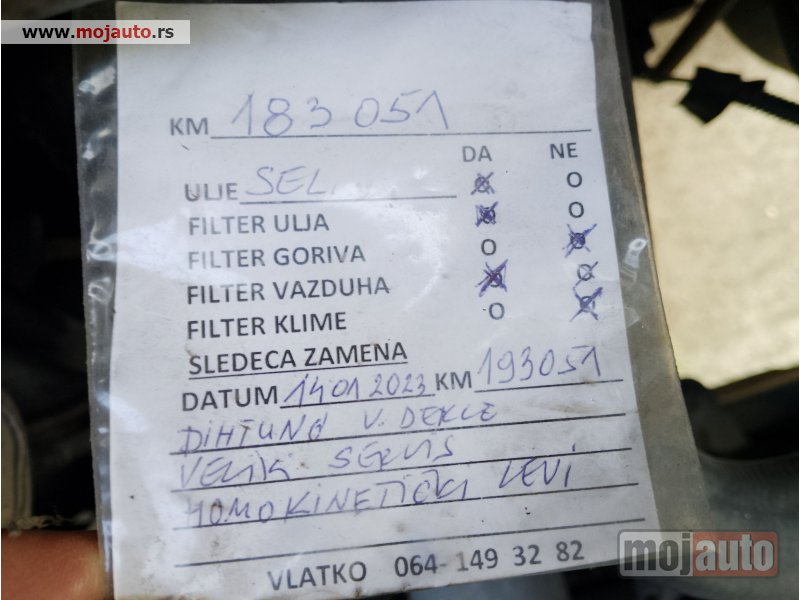 www.mojauto.rs
KM 183 051
DA NE
ULJE SEL
FILTER ULJA
FILTER GORIVA
FILTER VAZDUHA
FILTER KLIME
SLEDECA ZAMENA
DATUM 14 01 2023 KM 193051
DIHTUNG V. DEKLE
VELIKI SERVIS
HOMOKINETICKI LEVI
VLATKO 064-149 32 82
mojauto